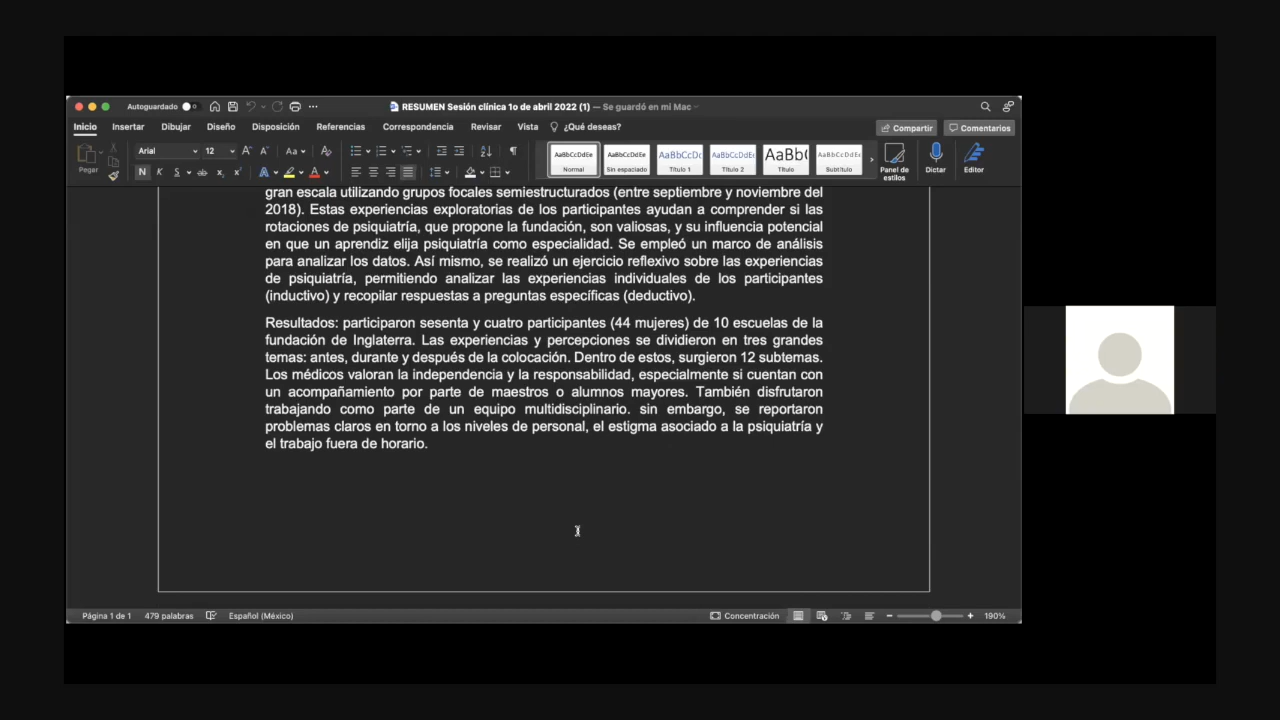 Autoguardado
RESUMEN Sesión clínica 1o de abril 2022 (1) — Se guardó en mi Mac
Inicio Insertar Dibujar Diseño Disposición Referencias Correspondencia Revisar Vista ¿Qué deseas? Compartir Comentarios
Pegar Arial 12 Aa
N K S ab x x A A
AaBbCcDdEe AaBbCcDdEe AaBbCcDc AaBbCcDdEe AaBb( AaBbCcDdEe
Normal Sin espaciado Título 1 Título 2 Título Subtítulo
Panel de estilos Dictar Editor
gran escala utilizando grupos focales semiestructurados (entre septiembre y noviembre del
2018). Estas experiencias exploratorias de los participantes ayudan a comprender si las
rotaciones de psiquiatría, que propone la fundación, son valiosas, y su influencia potencial
en que un aprendiz elija psiquiatría como especialidad. Se empleó un marco de análisis
para analizar los datos. Así mismo, se realizó un ejercicio reflexivo sobre las experiencias
de psiquiatría, permitiendo analizar las experiencias individuales de los participantes
(inductivo) y recopilar respuestas a preguntas específicas (deductivo).
Resultados: participaron sesenta y cuatro participantes (44 mujeres) de 10 escuelas de la
fundación de Inglaterra. Las experiencias y percepciones se dividieron en tres grandes
temas: antes, durante y después de la colocación. Dentro de estos, surgieron 12 subtemas.
Los médicos valoran la independencia y la responsabilidad, especialmente si cuentan con
un acompañamiento por parte de maestros o alumnos mayores. También disfrutaron
trabajando como parte de un equipo multidisciplinario. sin embargo, se reportaron
problemas claros en torno a los niveles de personal, el estigma asociado a la psiquiatría y
el trabajo fuera de horario.
Página 1 de 1 479 palabras Español (México) Concentración 190%